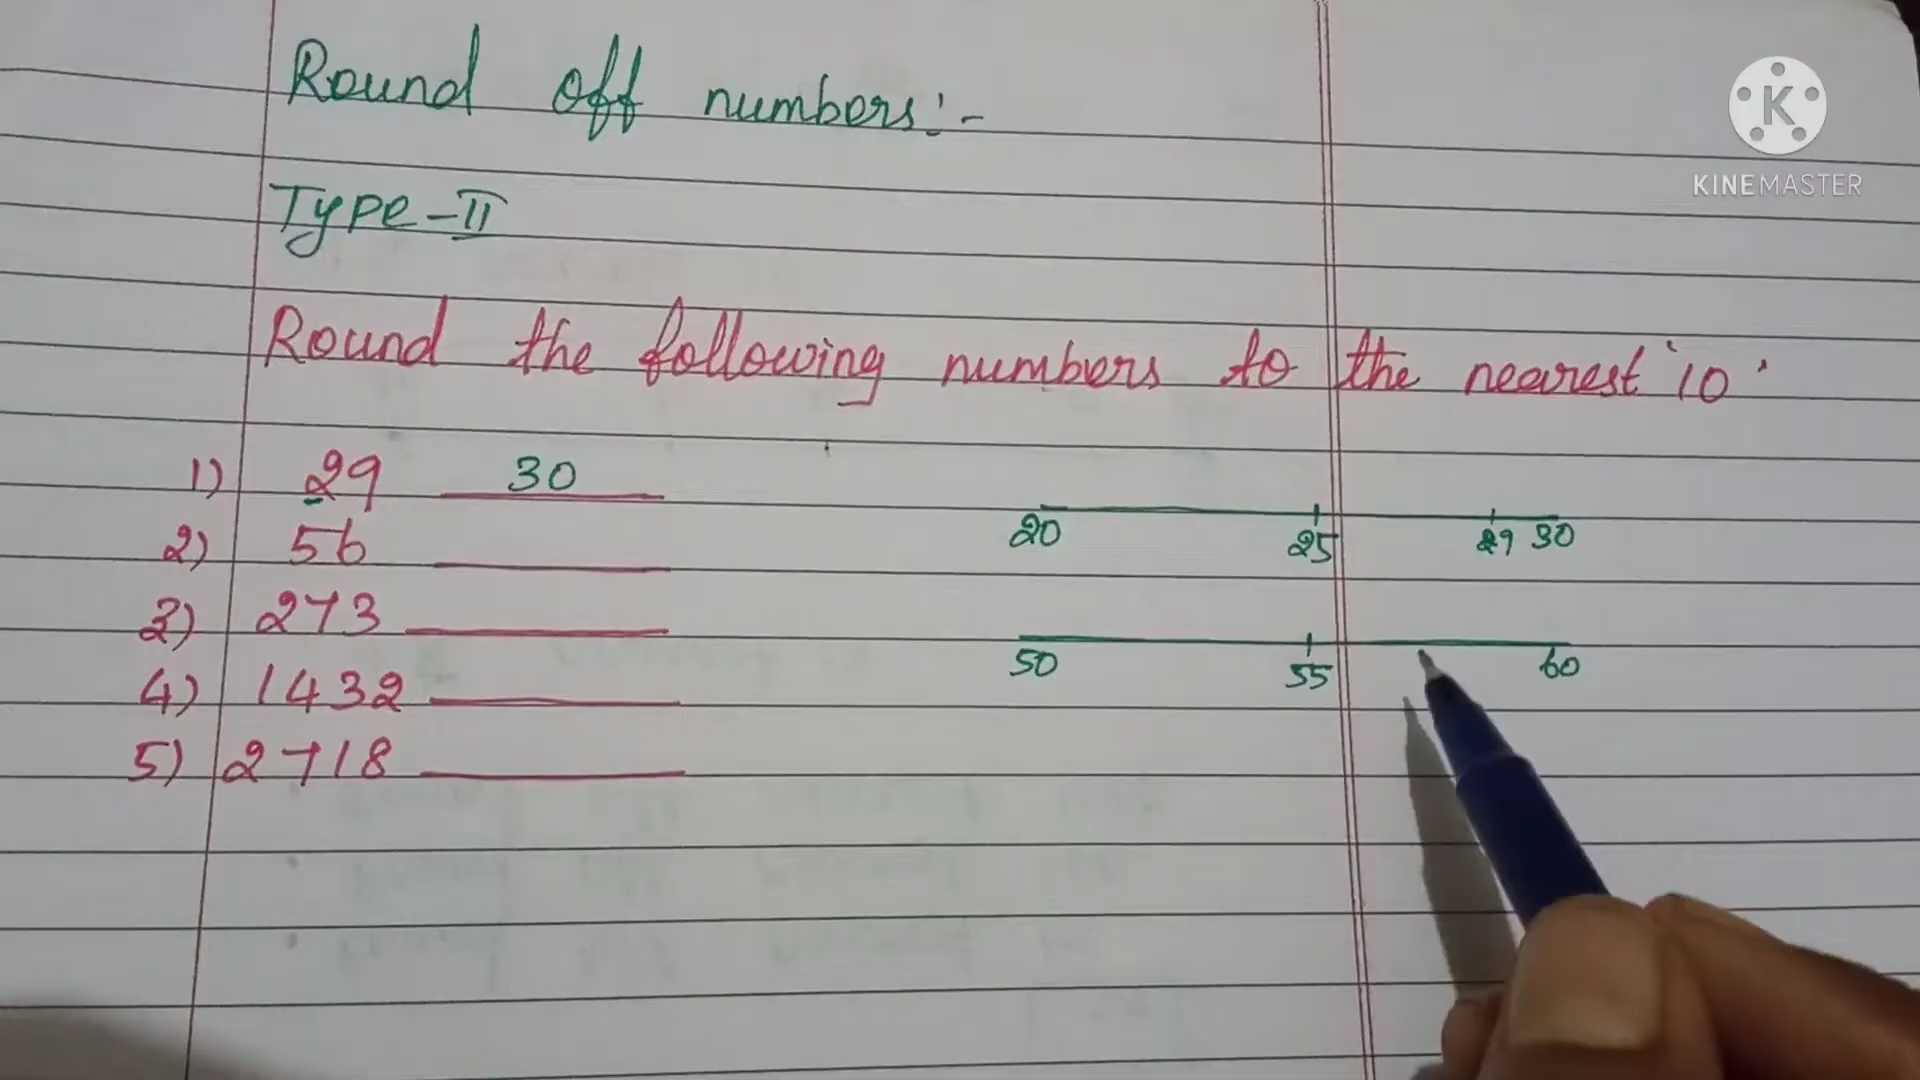 Round off numbers:-
K
KINEMASTER
Type-II
Round the following numbers to the nearest '10'
1) 29 30
2) 56
3) 273
4) 1432
5) 2718
20 25 29 30
50 55 60